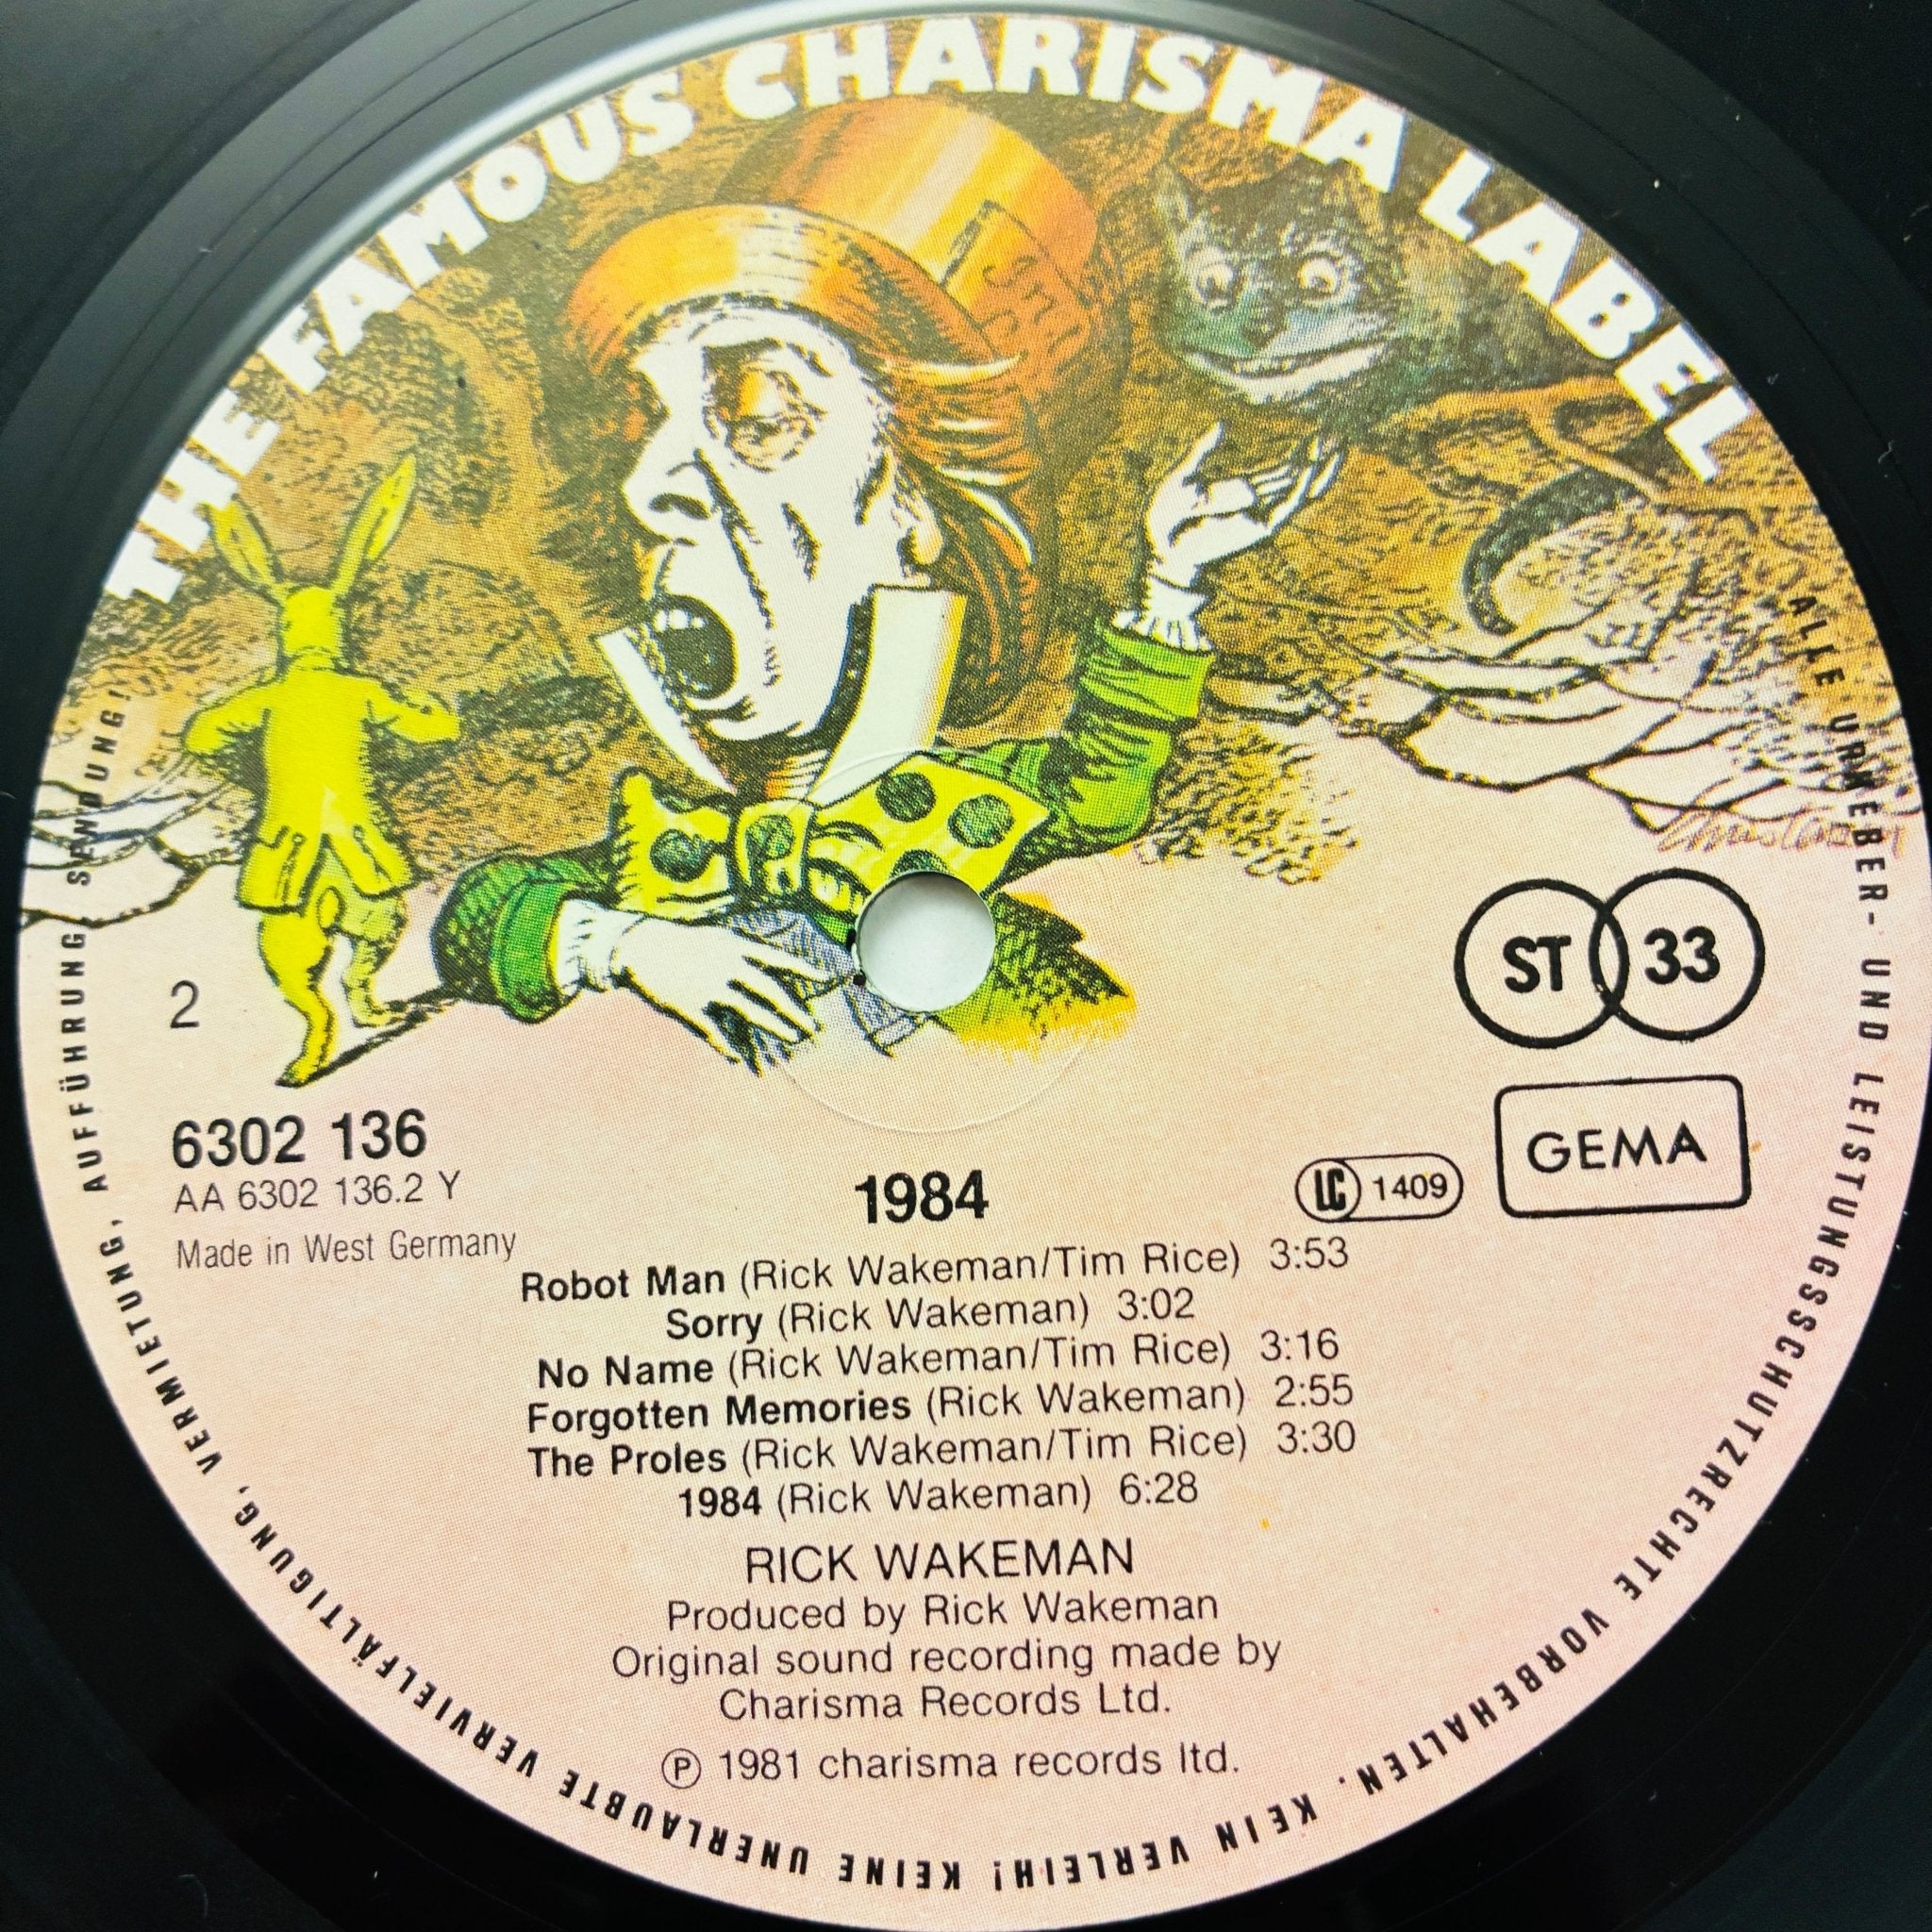 THE FAMOUS CHARISMA LABEL
ST 33
2
6302 136
AA 6302 136.2 Y
Made in West Germany
GEMA
LC 1409
1984
Robot Man (Rick Wakeman/Tim Rice) 3:53
Sorry (Rick Wakeman) 3:02
No Name (Rick Wakeman/Tim Rice) 3:16
Forgotten Memories (Rick Wakeman) 2:55
The Proles (Rick Wakeman/Tim Rice) 3:30
1984 (Rick Wakeman) 6:28
RICK WAKEMAN
Produced by Rick Wakeman
Original sound recording made by
Charisma Records Ltd.
℗ 1981 charisma records ltd.
ALLE URHEBER- UND LEISTUNGSSCHUTZRECHTE VORBEHALTEN. KEIN VERLEIH! KEINE UNERLAUBTE VERVIELFÄLTIGUNG, VERMIETUNG, AUFFÜHRUNG, SENDUNG!